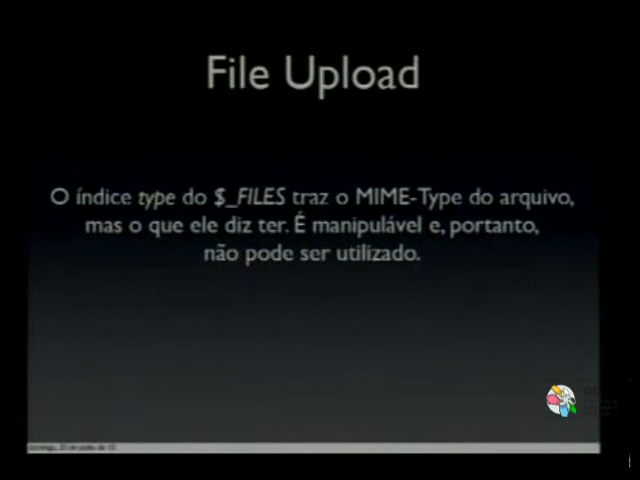 File Upload
O índice type do $_FILES traz o MIME-Type do arquivo,
mas o que ele diz ter. É manipulável e, portanto,
não pode ser utilizado.